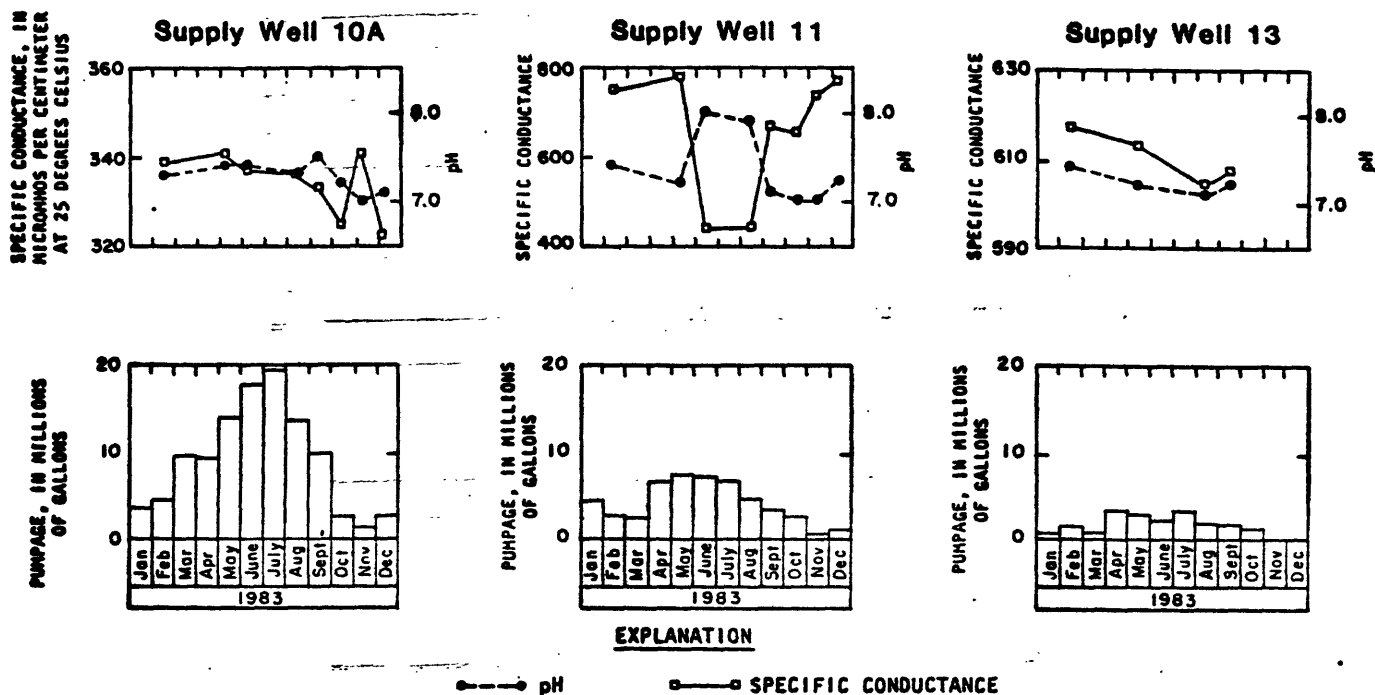 Supply Well 10A
SPECIFIC CONDUCTANCE, IN
MICROMHOS PER CENTIMETER
AT 25 DEGREES CELSIUS
360
340
320
8.0
7.0
pH
Supply Well 11
SPECIFIC CONDUCTANCE
800
600
400
8.0
7.0
pH
Supply Well 13
SPECIFIC CONDUCTANCE
630
610
590
8.0
7.0
pH
PUMPAGE, IN MILLIONS
OF GALLONS
20
10
0
Jan Feb Mar Apr May June July Aug Sept Oct Nov Dec
1983
PUMPAGE, IN MILLIONS
OF GALLONS
20
10
0
Jan Feb Mar Apr May June July Aug Sept Oct Nov Dec
1983
PUMPAGE, IN MILLIONS
OF GALLONS
20
10
0
Jan Feb Mar Apr May June July Aug Sept Oct Nov Dec
1983
EXPLANATION
pH
SPECIFIC CONDUCTANCE